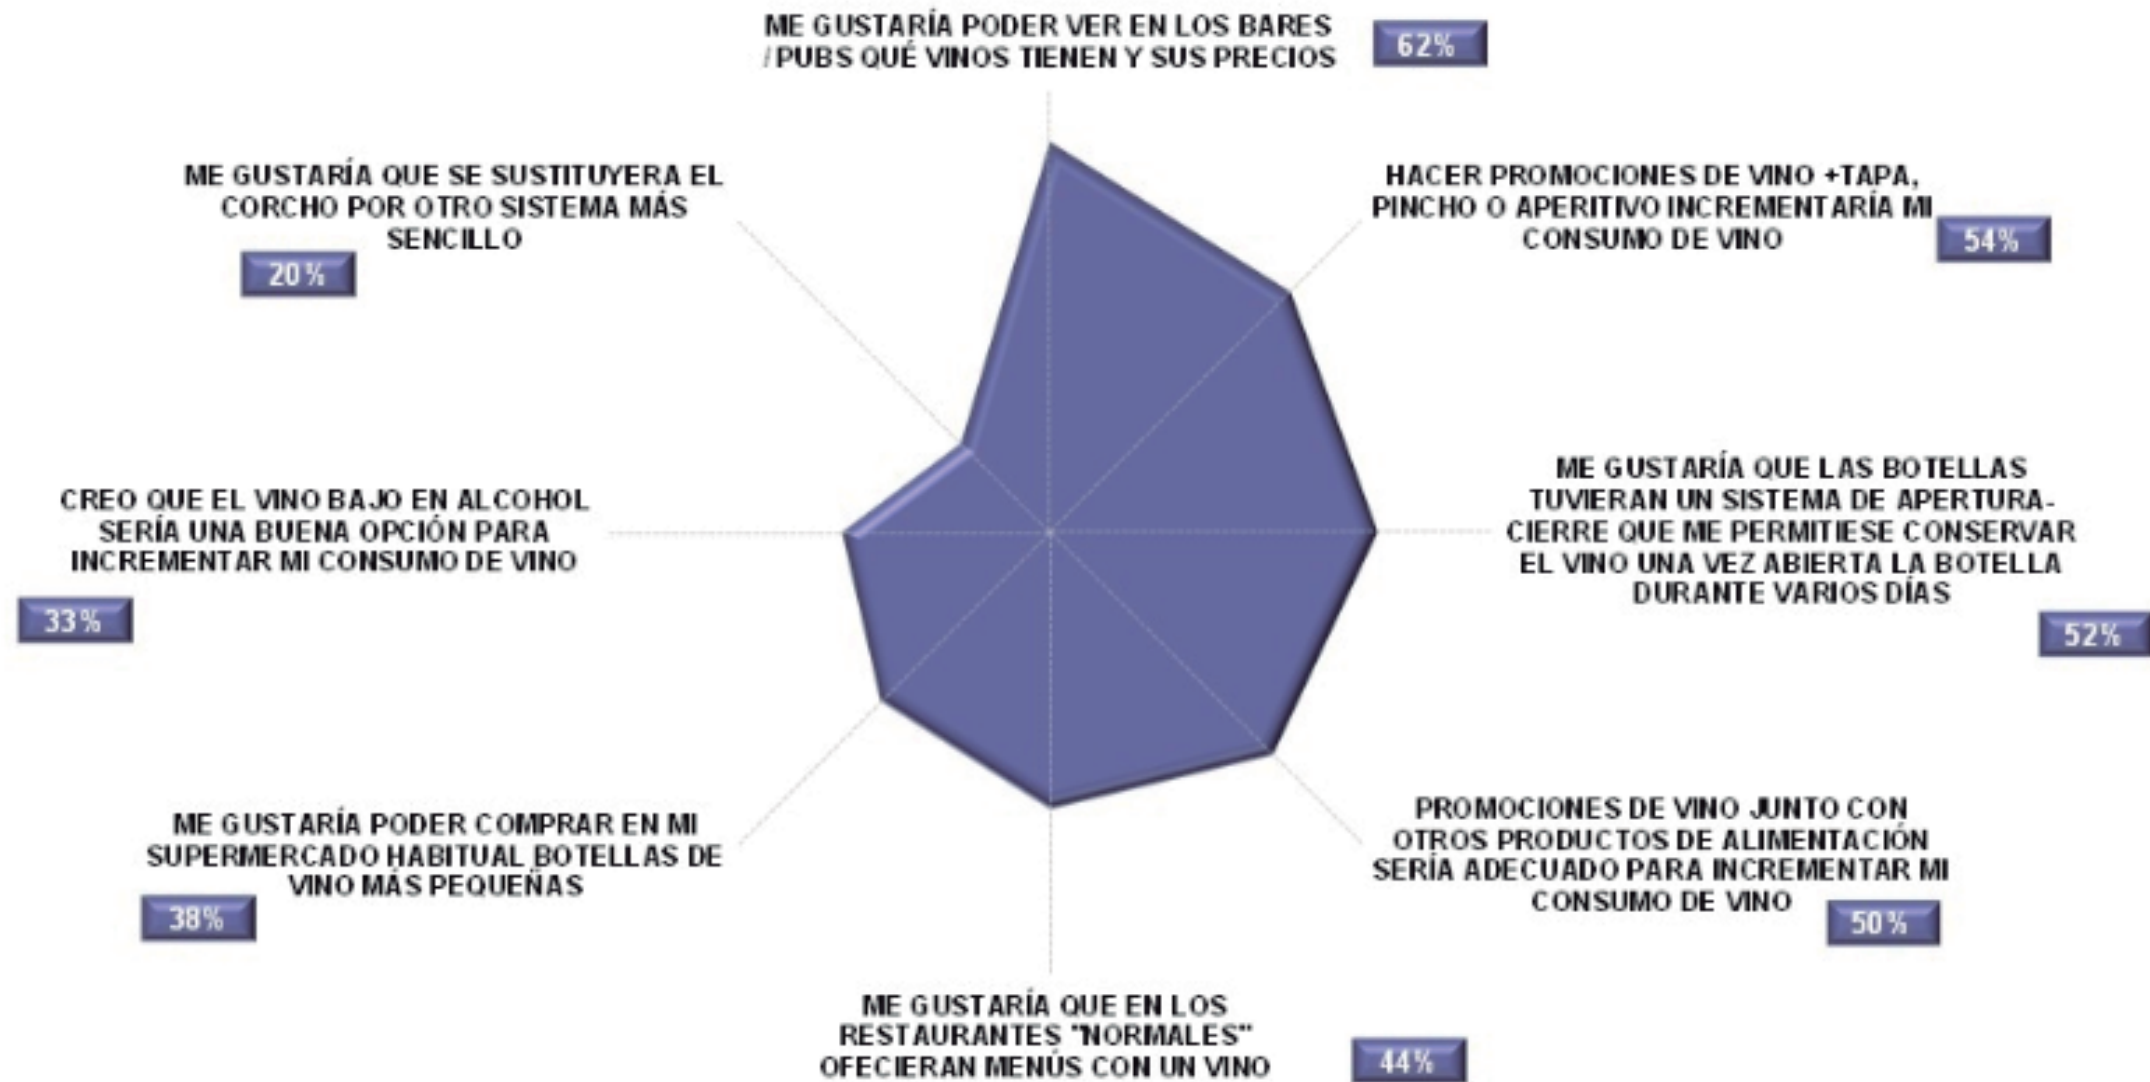 ME GUSTARÍA PODER VER EN LOS BARES
/PUBS QUÉ VINOS TIENEN Y SUS PRECIOS
62%
HACER PROMOCIONES DE VINO +TAPA,
PINCHO O APERITIVO INCREMENTARÍA MI
CONSUMO DE VINO
54%
ME GUSTARÍA QUE LAS BOTELLAS
TUVIERAN UN SISTEMA DE APERTURA-
CIERRE QUE ME PERMITIESE CONSERVAR
EL VINO UNA VEZ ABIERTA LA BOTELLA
DURANTE VARIOS DÍAS
52%
PROMOCIONES DE VINO JUNTO CON
OTROS PRODUCTOS DE ALIMENTACIÓN
SERÍA ADECUADO PARA INCREMENTAR MI
CONSUMO DE VINO
50%
ME GUSTARÍA QUE EN LOS
RESTAURANTES "NORMALES"
OFECIERAN MENÚS CON UN VINO
44%
ME GUSTARÍA PODER COMPRAR EN MI
SUPERMERCADO HABITUAL BOTELLAS DE
VINO MÁS PEQUEÑAS
38%
CREO QUE EL VINO BAJO EN ALCOHOL
SERÍA UNA BUENA OPCIÓN PARA
INCREMENTAR MI CONSUMO DE VINO
33%
ME GUSTARÍA QUE SE SUSTITUYERA EL
CORCHO POR OTRO SISTEMA MÁS
SENCILLO
20%